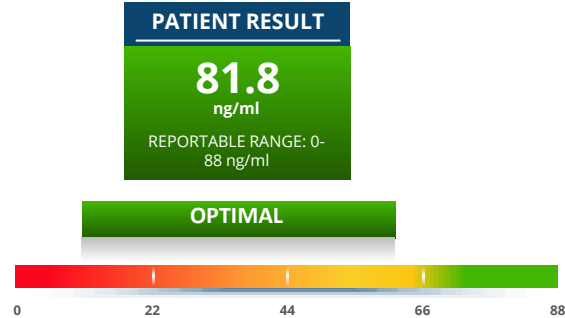 PATIENT RESULT
81.8
ng/ml
REPORTABLE RANGE: 0-
88 ng/ml
OPTIMAL
0 22 44 66 88